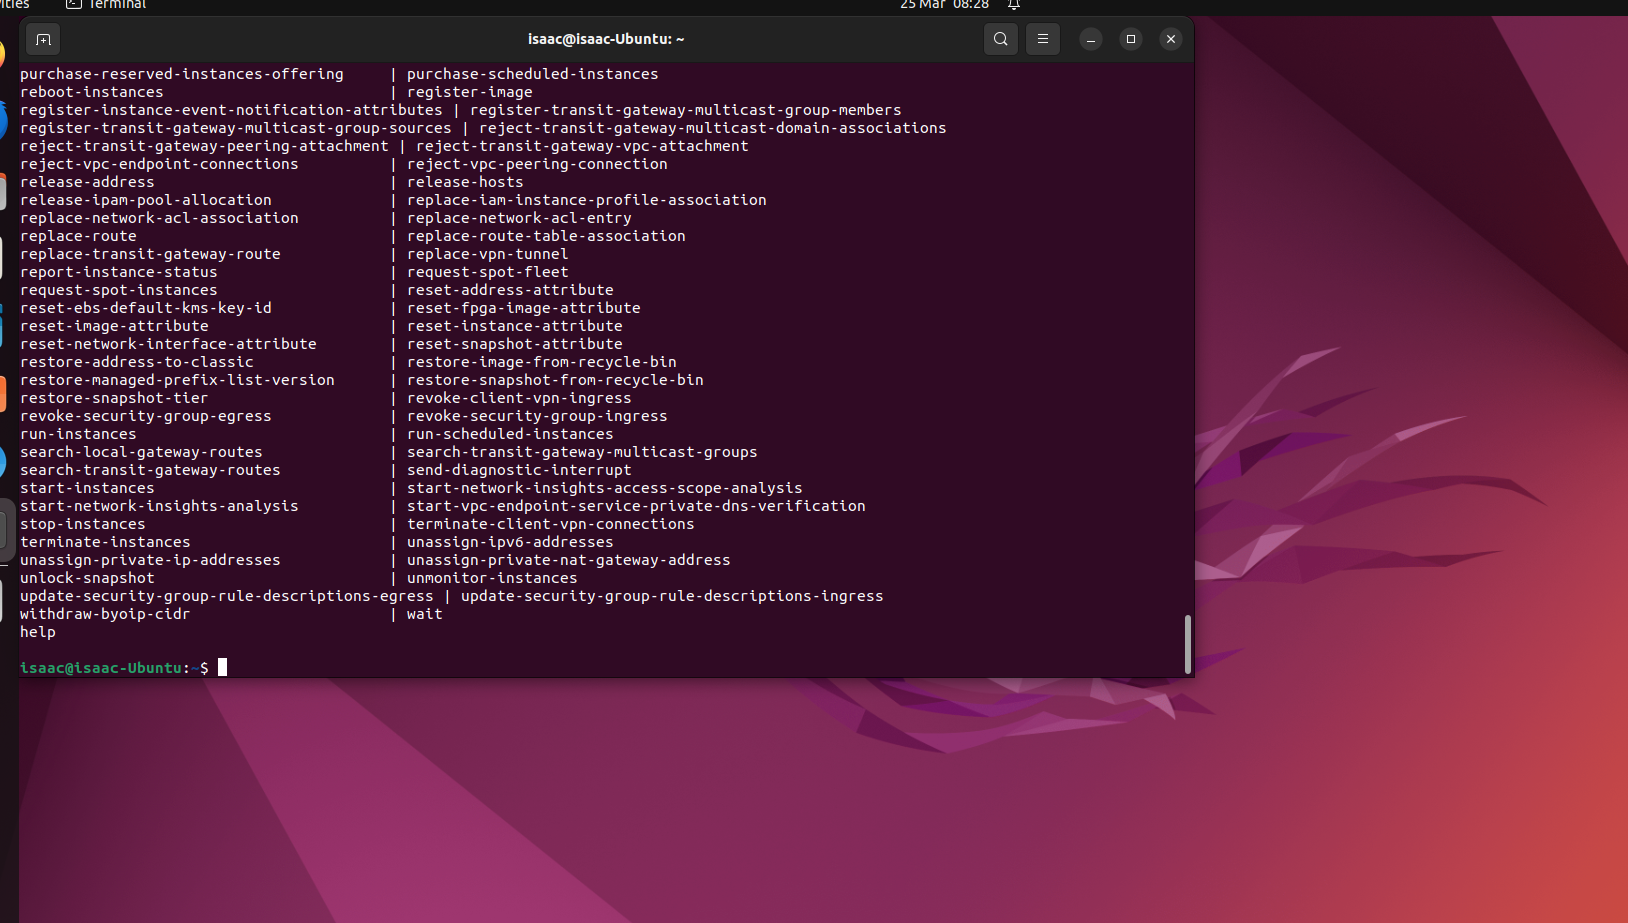 Terminal
25 Mar 08:28
isaac@isaac-Ubuntu: ~
purchase-reserved-instances-offering | purchase-scheduled-instances
reboot-instances | register-image
register-instance-event-notification-attributes | register-transit-gateway-multicast-group-members
register-transit-gateway-multicast-group-sources | reject-transit-gateway-multicast-domain-associations
reject-transit-gateway-peering-attachment | reject-transit-gateway-vpc-attachment
reject-vpc-endpoint-connections | reject-vpc-peering-connection
release-address | release-hosts
release-ipam-pool-allocation | replace-iam-instance-profile-association
replace-network-acl-association | replace-network-acl-entry
replace-route | replace-route-table-association
replace-transit-gateway-route | replace-vpn-tunnel
report-instance-status | request-spot-fleet
request-spot-instances | reset-address-attribute
reset-ebs-default-kms-key-id | reset-fpga-image-attribute
reset-image-attribute | reset-instance-attribute
reset-network-interface-attribute | reset-snapshot-attribute
restore-address-to-classic | restore-image-from-recycle-bin
restore-managed-prefix-list-version | restore-snapshot-from-recycle-bin
restore-snapshot-tier | revoke-client-vpn-ingress
revoke-security-group-egress | revoke-security-group-ingress
run-instances | run-scheduled-instances
search-local-gateway-routes | search-transit-gateway-multicast-groups
search-transit-gateway-routes | send-diagnostic-interrupt
start-instances | start-network-insights-access-scope-analysis
start-network-insights-analysis | start-vpc-endpoint-service-private-dns-verification
stop-instances | terminate-client-vpn-connections
terminate-instances | unassign-ipv6-addresses
unassign-private-ip-addresses | unassign-private-nat-gateway-address
unlock-snapshot | unmonitor-instances
update-security-group-rule-descriptions-egress | update-security-group-rule-descriptions-ingress
withdraw-byoip-cidr | wait
help
isaac@isaac-Ubuntu:~$